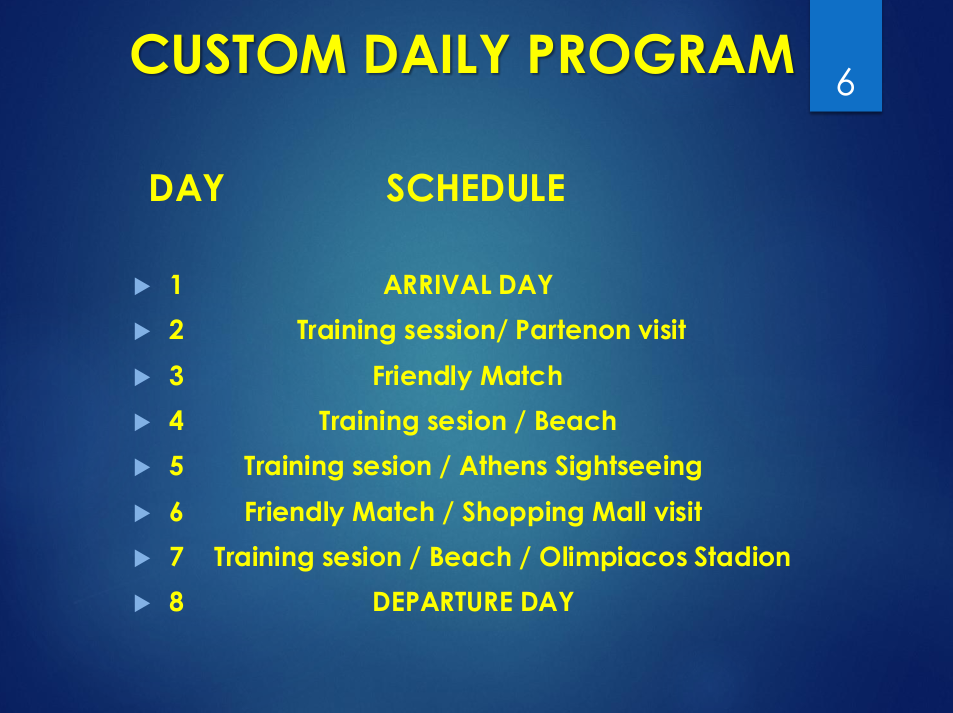 CUSTOM DAILY PROGRAM
6
DAY SCHEDULE
1 ARRIVAL DAY
2 Training session/ Partenon visit
3 Friendly Match
4 Training sesion / Beach
5 Training sesion / Athens Sightseeing
6 Friendly Match / Shopping Mall visit
7 Training sesion / Beach / Olimpiacos Stadion
8 DEPARTURE DAY